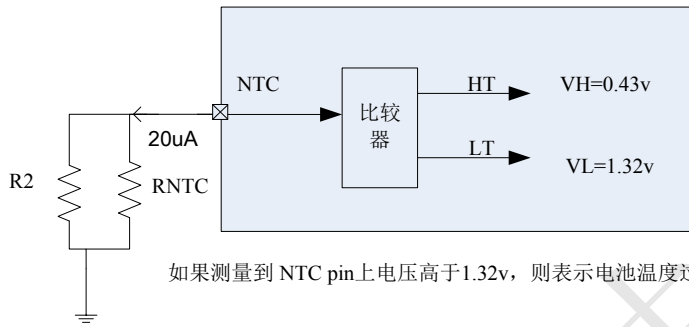 NTC
HT
VH=0.43v
比较
器
20uA
LT
VL=1.32v
R2
RNTC
如果测量到 NTC pin上电压高于1.32v，则表示电池温度过